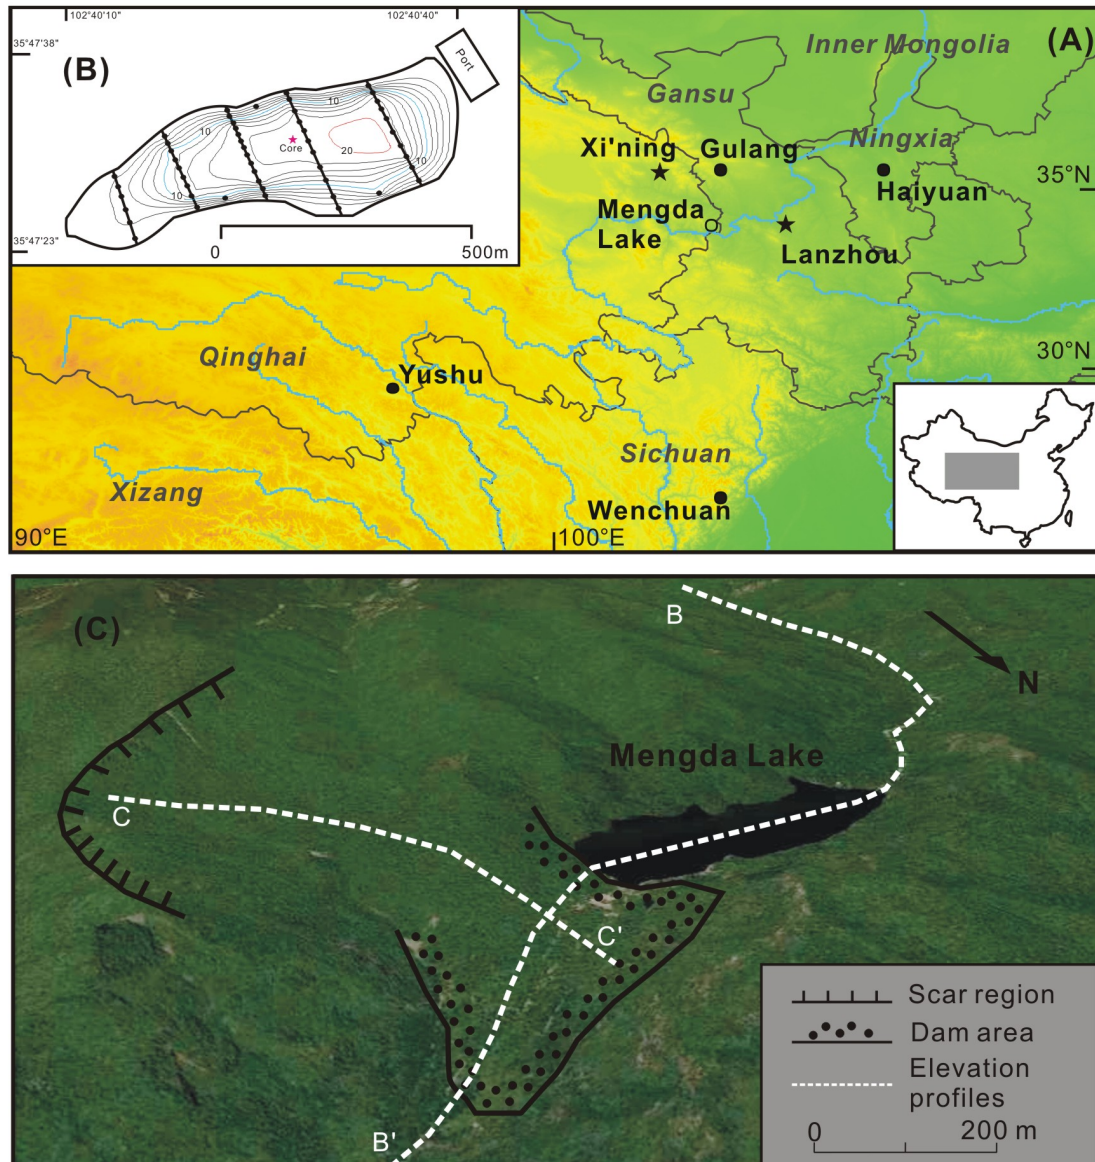 102°40'10"
102°40'40"
35°47'38"
35°47'23"
(B)
Port
10
10
10
10
20
Core
0
500m
(A)
Inner Mongolia
Gansu
Ningxia
Xi'ning
Gulang
Haiyuan
35°N
Mengda
Lake
Lanzhou
Qinghai
Yushu
30°N
Sichuan
Xizang
Wenchuan
90°E
100°E
(C)
B
N
Mengda Lake
C
C'
B'
Scar region
Dam area
Elevation
profiles
0
200 m